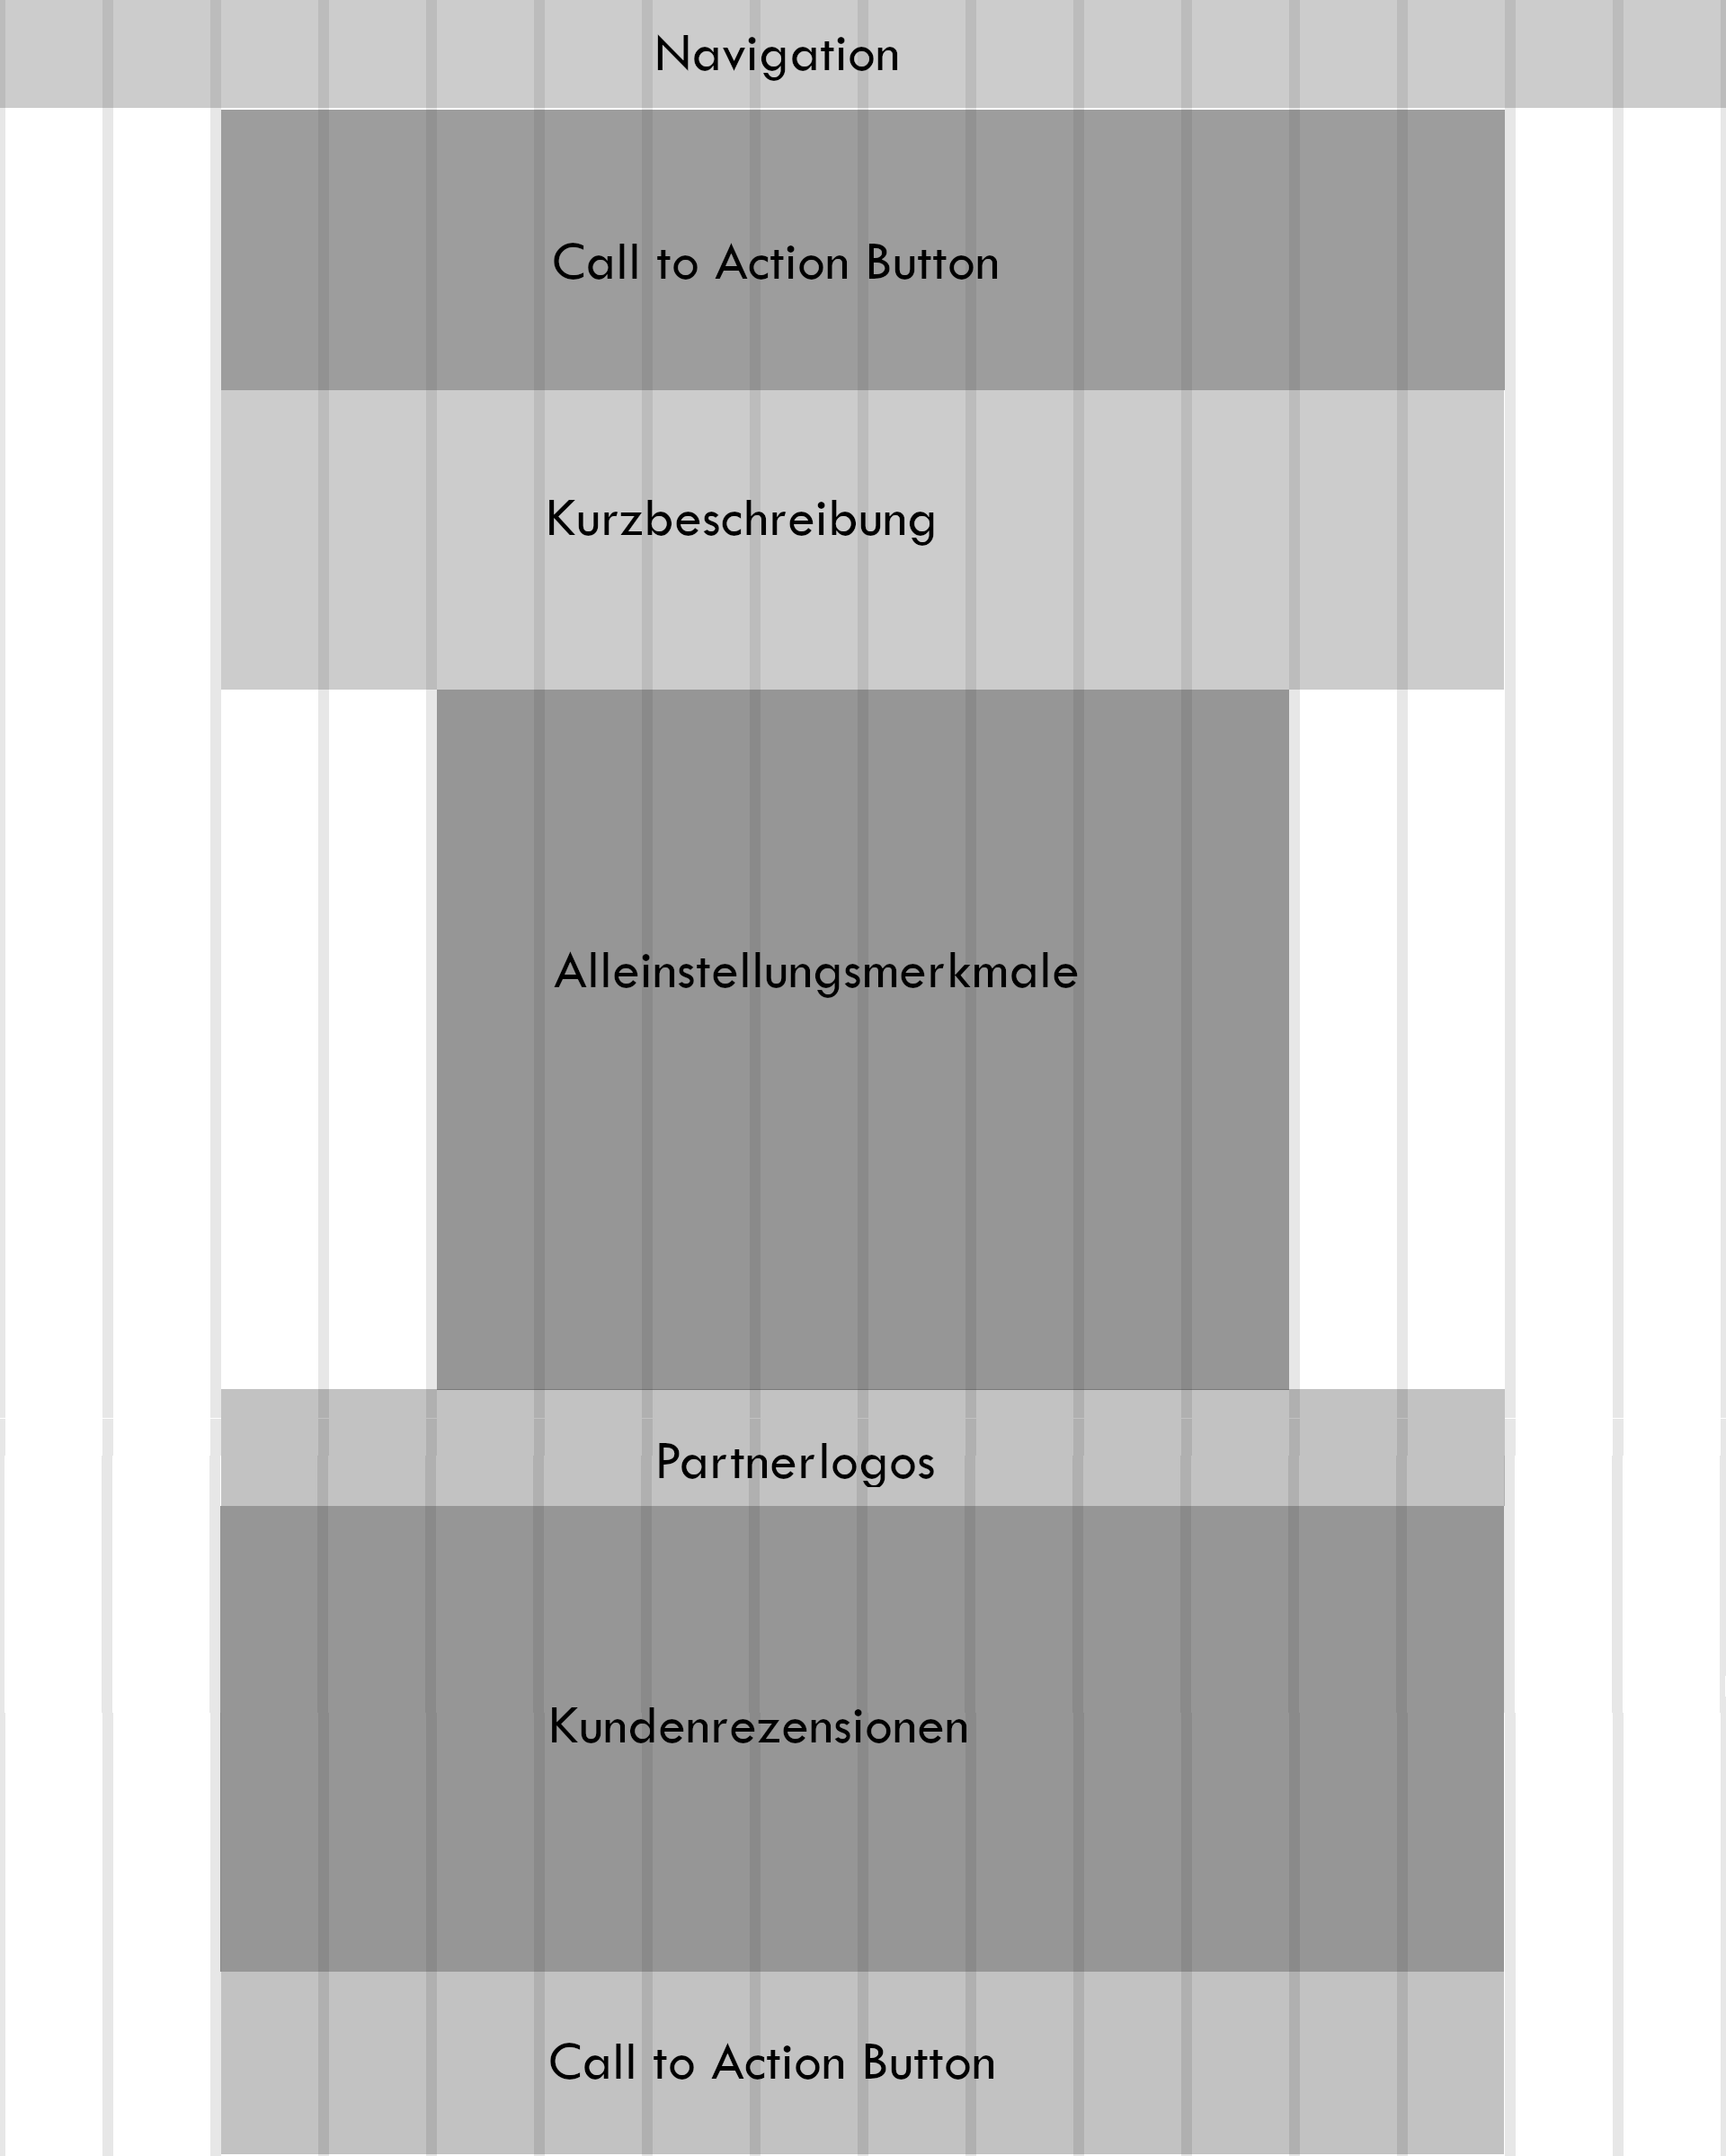 Navigation
Call to Action Button
Kurzbeschreibung
Alleinstellungsmerkmale
Partnerlogos
Kundenrezensionen
Call to Action Button